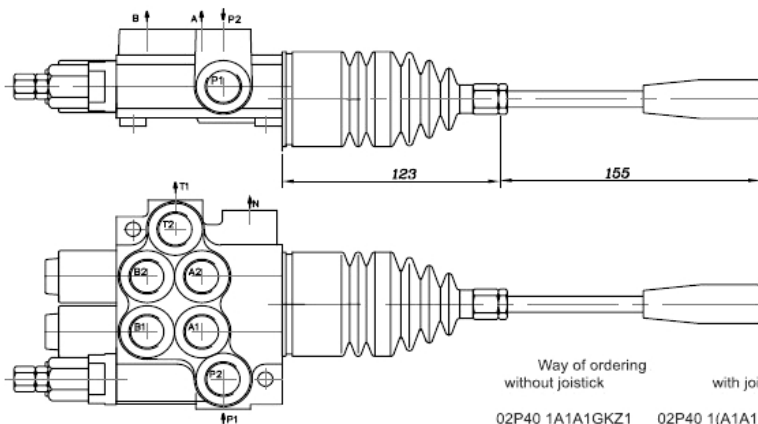 B A P2
P1
123 155
T1
N
T2
B2 A2
B1 A1
P2
P1
Way of ordering
without joistick with joi
02P40 1A1A1GKZ1 02P40 1(A1A1